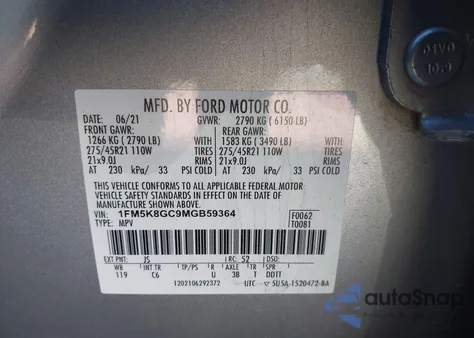 01V0
10.9
MFD. BY FORD MOTOR CO.
DATE: 06/21 GVWR: 2790 KG ( 6150 LB)
FRONT GAWR: REAR GAWR:
1266 KG ( 2790 LB) WITH 1583 KG ( 3490 LB) WITH
275/45R21 110W TIRES 275/45R21 110W TIRES
21x9.0J RIMS 21x9.0J RIMS
AT 230 kPa/ 33 PSI COLD AT 230 kPa/ 33 PSI COLD
THIS VEHICLE CONFORMS TO ALL APPLICABLE FEDERAL MOTOR
VEHICLE SAFETY STANDARDS IN EFFECT ON THE DATE OF
MANUFACTURE SHOWN ABOVE.
VIN: 1FM5K8GC9MGB59364 F0062
TYPE: MPV T0081
EXT PNT: JS RC: 52 DSO:
WB INT TR TP/PS R AXLE TR
119 C6 U 3B T DDTT
1202106292372 UTC 5U5A-1520472-BA
autoSnap